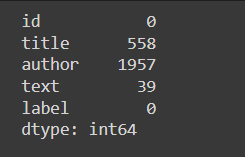 id 0
title 558
author 1957
text 39
label 0
dtype: int64